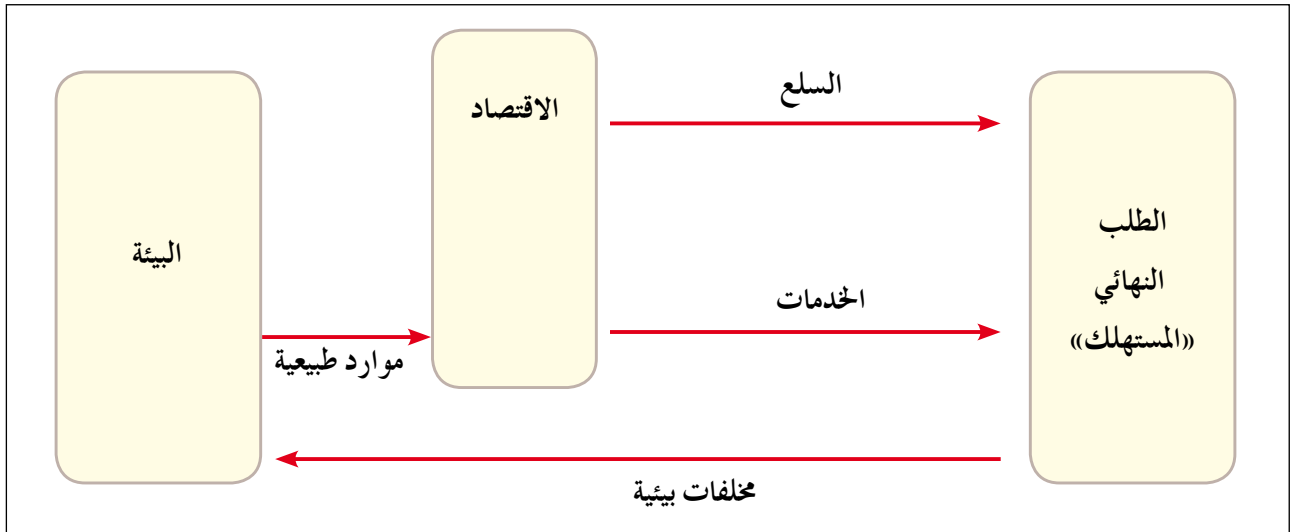 السلع
الاقتصاد
الطلب
النهائي
«المستهلك»
البيئة
الخدمات
موارد طبيعية
مخلفات بيئية